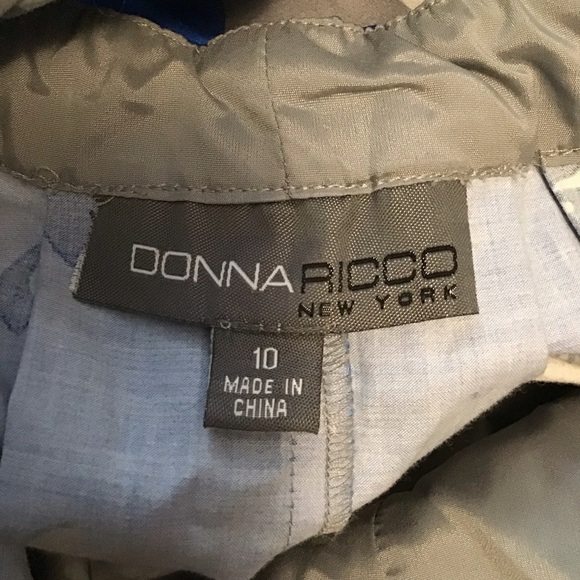 DONNA RICCO
NEW YORK
10
MADE IN
CHINA